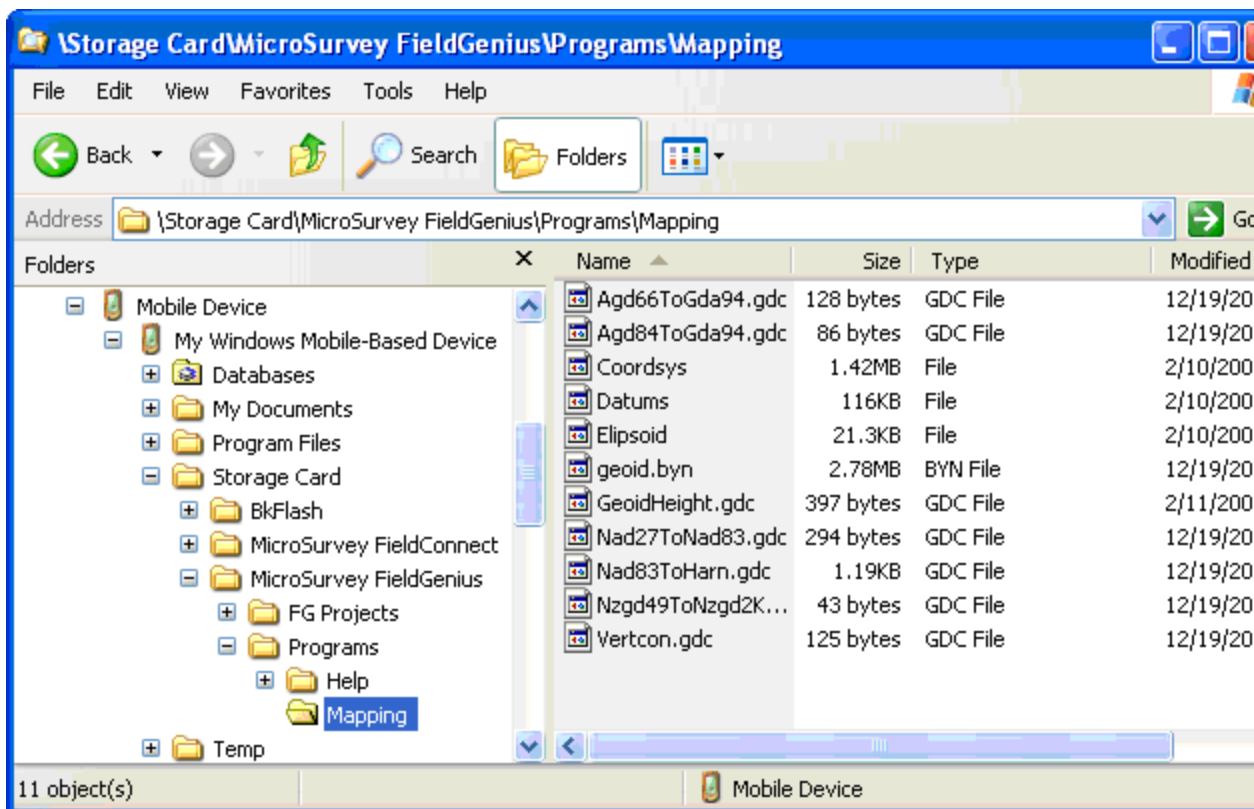 \Storage Card\MicroSurvey FieldGenius\Programs\Mapping
File Edit View Favorites Tools Help
Back Search Folders
Address \Storage Card\MicroSurvey FieldGenius\Programs\Mapping Go
Folders
Mobile Device
My Windows Mobile-Based Device
Databases
My Documents
Program Files
Storage Card
BkFlash
MicroSurvey FieldConnect
MicroSurvey FieldGenius
FG Projects
Programs
Help
Mapping
Temp
Name Size Type Modified
Agd66ToGda94.gdc 128 bytes GDC File 12/19/20
Agd84ToGda94.gdc 86 bytes GDC File 12/19/20
Coordsys 1.42MB File 2/10/200
Datums 116KB File 2/10/200
Elipsoid 21.3KB File 2/10/200
geoid.byn 2.78MB BYN File 12/19/20
GeoidHeight.gdc 397 bytes GDC File 2/11/200
Nad27ToNad83.gdc 294 bytes GDC File 12/19/20
Nad83ToHarn.gdc 1.19KB GDC File 12/19/20
Nzgd49ToNzgd2K... 43 bytes GDC File 12/19/20
Vertcon.gdc 125 bytes GDC File 12/19/20
11 object(s) Mobile Device